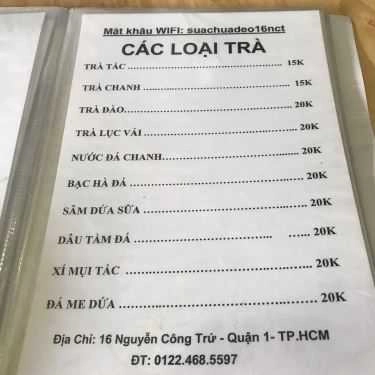 Mật khẩu WIFI: suachuadeo16nct
CÁC LOẠI TRÀ
TRÀ TẮC ........................................... 15K
TRÀ CHANH ....................................... 15K
TRÀ ĐÀO........................................... 20K
TRÀ LỤC VẢI ..................................... 20K
NƯỚC ĐÁ CHANH................................ 20K
BẠC HÀ ĐÁ ....................................... 20K
SÂM DỨA SỮA ................................... 20K
DÂU TẰM ĐÁ ........................... ...... 20K
XÍ MỤI TẮC ...................................... 20K
ĐÁ ME DỨA ...................................... 20K
Địa Chỉ: 16 Nguyễn Công Trứ - Quận 1- TP.HCM
ĐT: 0122.468.5597